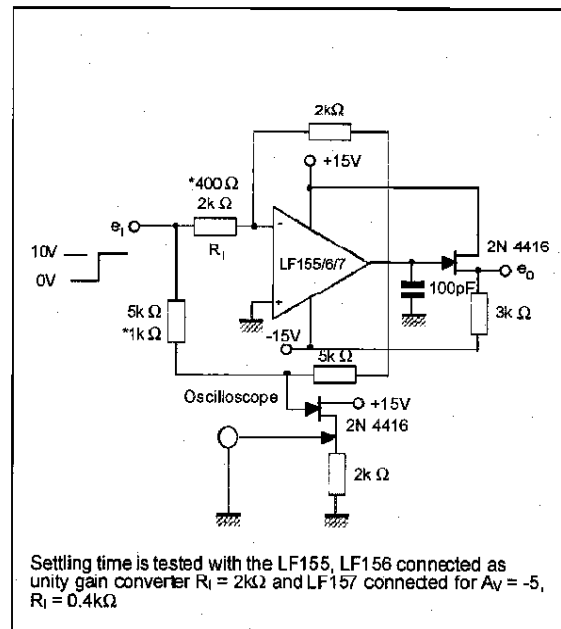 2kΩ
+15V
*400 Ω
2k Ω
e_I
R_I
-
LF155/6/7
+
2N 4416
e_o
10V
0V
100pF
3k Ω
5k Ω
*1k Ω
-15V
5k Ω
Oscilloscope
+15V
2N 4416
2k Ω
Settling time is tested with the LF155, LF156 connected as
unity gain converter R_I = 2kΩ and LF157 connected for A_V = -5,
R_I = 0.4kΩ